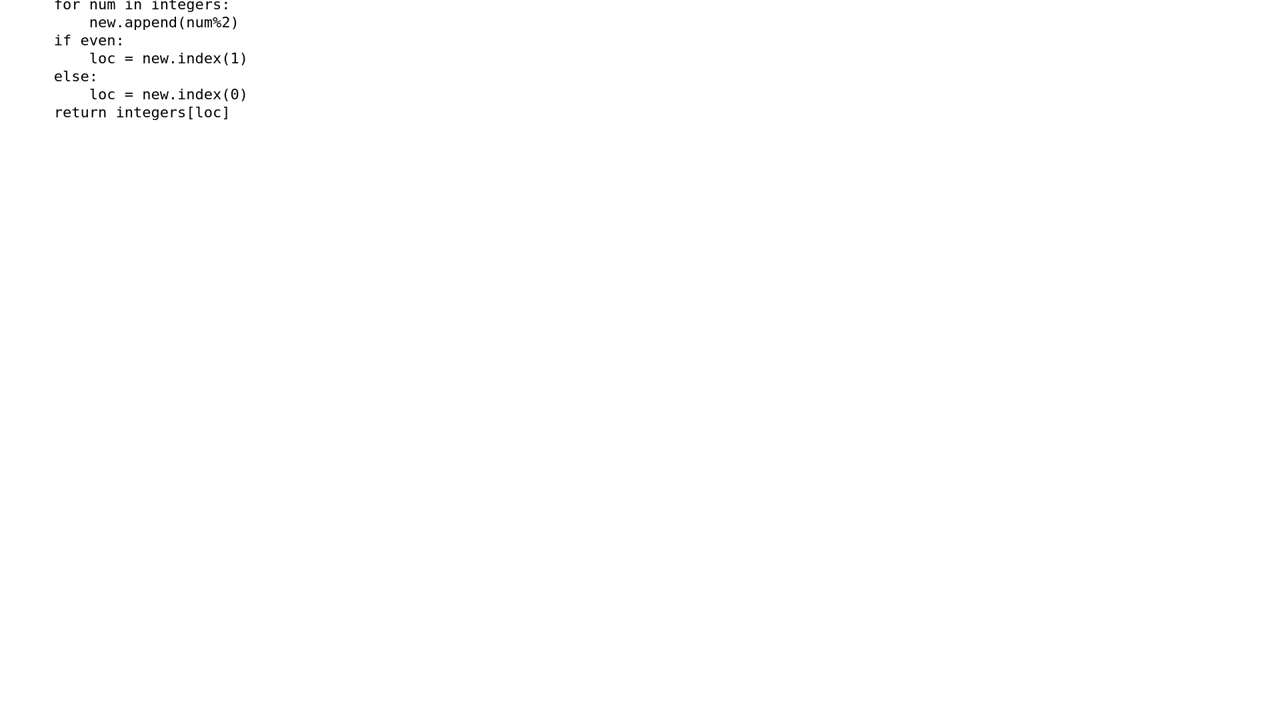 for num in integers:
    new.append(num%2)
if even:
    loc = new.index(1)
else:
    loc = new.index(0)
return integers[loc]